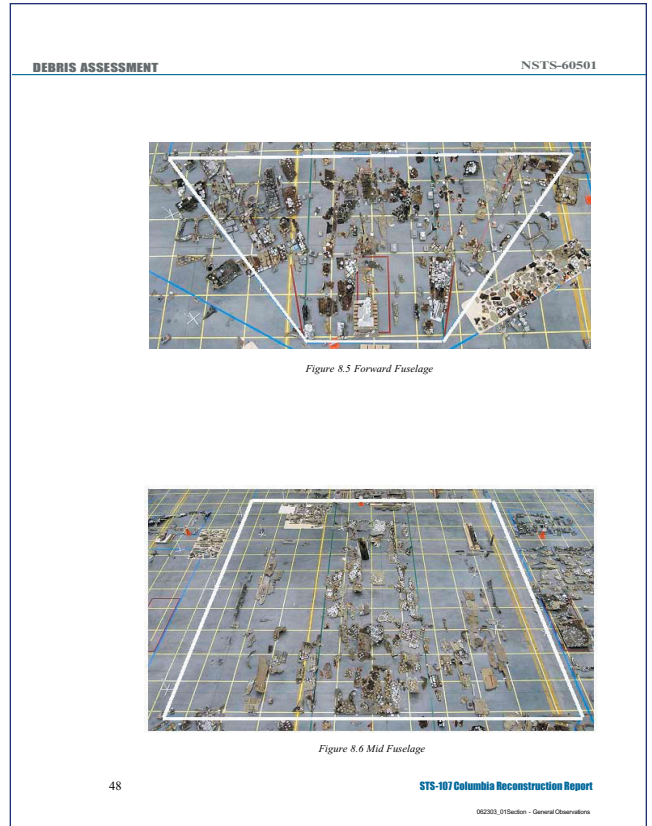 DEBRIS ASSESSMENT
NSTS-60501
Figure 8.5 Forward Fuselage
Figure 8.6 Mid Fuselage
48
STS-107 Columbia Reconstruction Report
062303_01Section - General Observations